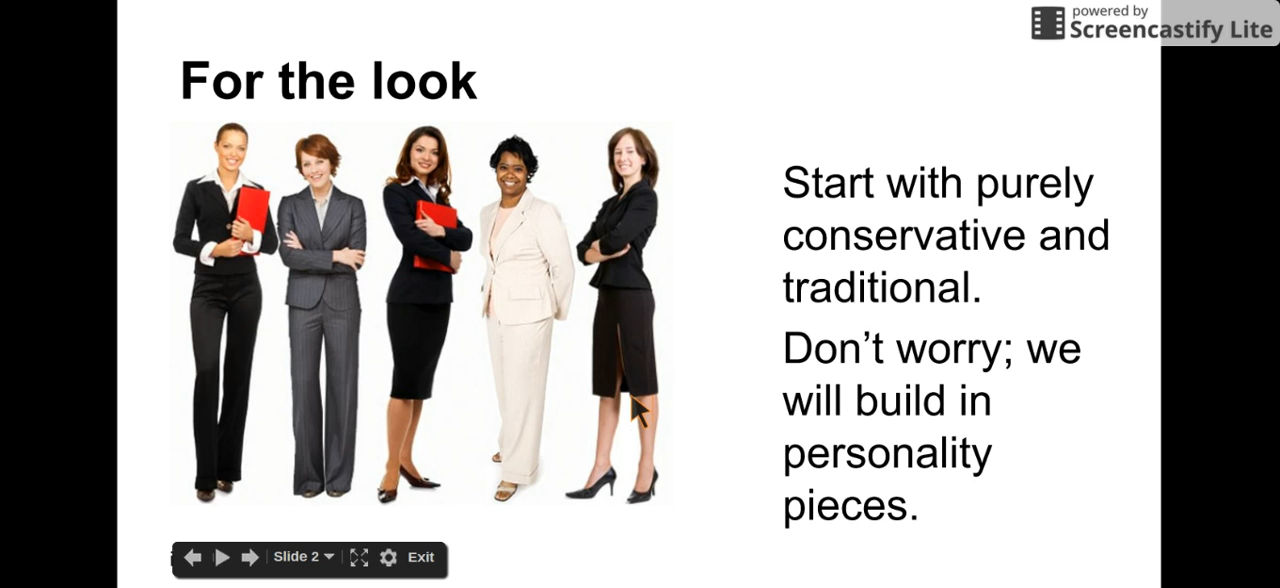 powered by
Screencastify Lite
For the look
Start with purely
conservative and
traditional.
Don’t worry; we
will build in
personality
pieces.
Slide 2
Exit